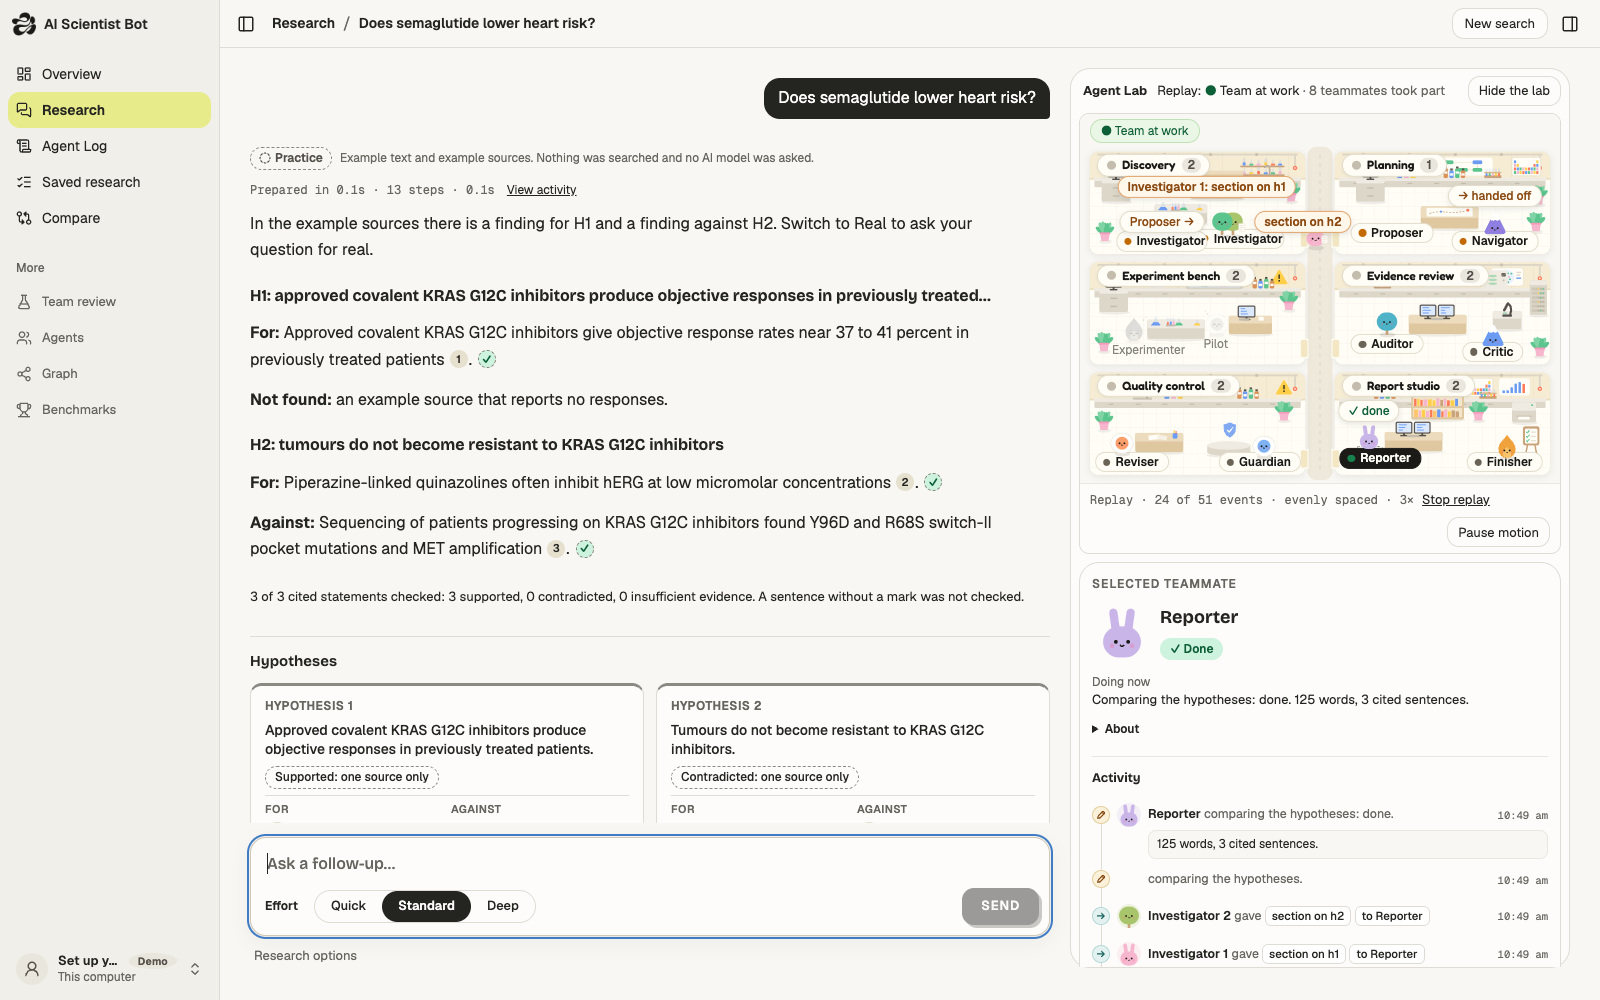 AI Scientist Bot
Overview
Research
Agent Log
Saved research
Compare
More
Team review
Agents
Graph
Benchmarks
Set up y... Demo
This computer
Research / Does semaglutide lower heart risk?
New search
Does semaglutide lower heart risk?
Practice Example text and example sources. Nothing was searched and no AI model was asked.
Prepared in 0.1s · 13 steps · 0.1s View activity
In the example sources there is a finding for H1 and a finding against H2. Switch to Real to ask your
question for real.
H1: approved covalent KRAS G12C inhibitors produce objective responses in previously treated...
For: Approved covalent KRAS G12C inhibitors give objective response rates near 37 to 41 percent in
previously treated patients 1 .
Not found: an example source that reports no responses.
H2: tumours do not become resistant to KRAS G12C inhibitors
For: Piperazine-linked quinazolines often inhibit hERG at low micromolar concentrations 2 .
Against: Sequencing of patients progressing on KRAS G12C inhibitors found Y96D and R68S switch-II
pocket mutations and MET amplification 3 .
3 of 3 cited statements checked: 3 supported, 0 contradicted, 0 insufficient evidence. A sentence without a mark was not checked.
Hypotheses
HYPOTHESIS 1
Approved covalent KRAS G12C inhibitors produce
objective responses in previously treated patients.
Supported: one source only
FOR AGAINST
HYPOTHESIS 2
Tumours do not become resistant to KRAS G12C
inhibitors.
Contradicted: one source only
FOR AGAINST
Ask a follow-up...
Effort Quick Standard Deep SEND
Research options
Agent Lab Replay: Team at work · 8 teammates took part Hide the lab
Team at work
Discovery 2
Investigator 1: section on h1
Proposer → section on h2
Investigator Investigator
Planning 1
→ handed off
Proposer
Navigator
Experiment bench 2
Experimenter Pilot
Evidence review 2
Auditor
Critic
Quality control 2
Reviser Guardian
Report studio 2
✓ done
Reporter Finisher
Replay · 24 of 51 events · evenly spaced · 3× Stop replay
Pause motion
SELECTED TEAMMATE
Reporter
✓ Done
Doing now
Comparing the hypotheses: done. 125 words, 3 cited sentences.
About
Activity
Reporter comparing the hypotheses: done. 10:49 am
125 words, 3 cited sentences.
comparing the hypotheses. 10:49 am
Investigator 2 gave section on h2 to Reporter 10:49 am
Investigator 1 gave section on h1 to Reporter 10:49 am